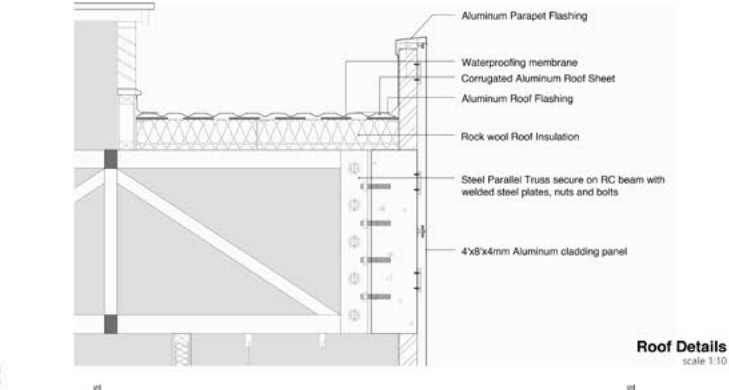 Aluminum Parapet Flashing
Waterproofing membrane
Corrugated Aluminum Roof Sheet
Aluminum Roof Flashing
Rock wool Roof Insulation
Steel Parallel Truss secure on RC beam with
welded steel plates, nuts and bolts
4'x8'x4mm Aluminum cladding panel
Roof Details
scale 1:10